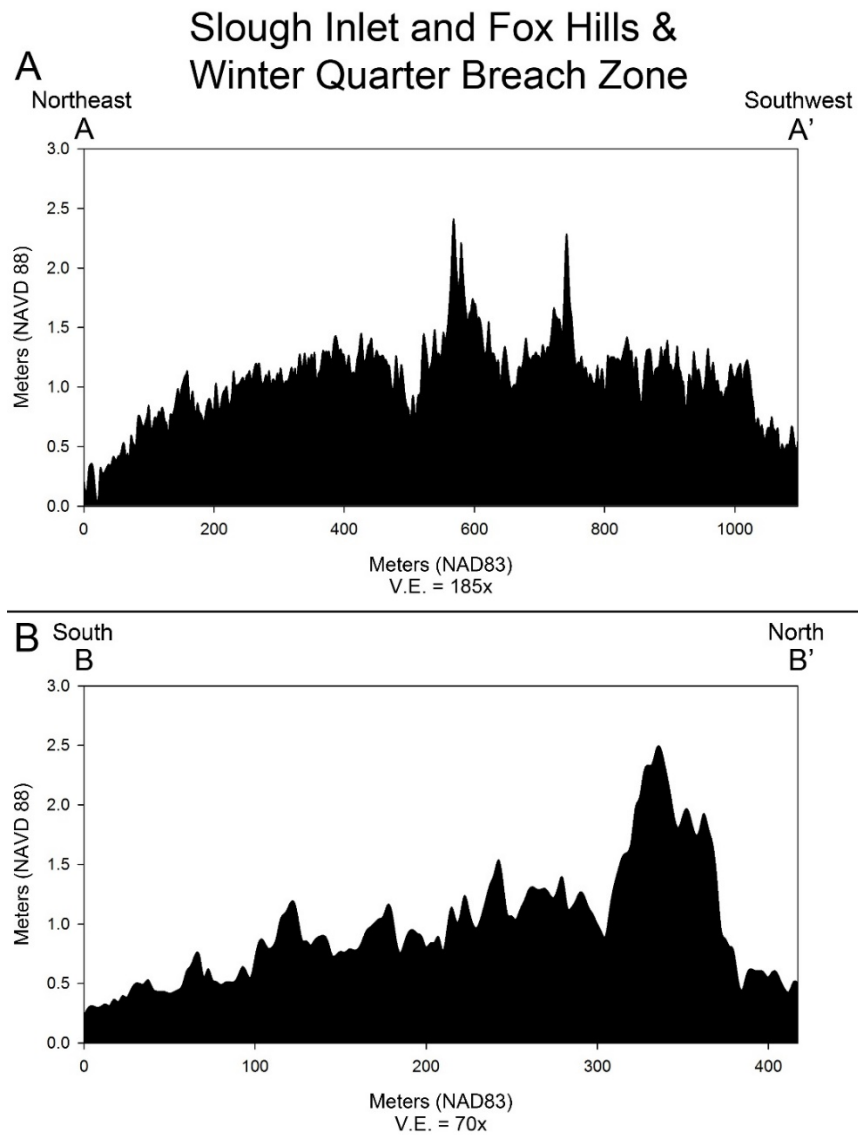 Slough Inlet and Fox Hills &
Winter Quarter Breach Zone
A
Northeast
Southwest
A
A’
3.0
2.5
2.0
1.5
1.0
0.5
0.0
Meters (NAVD 88)
0
200
400
600
800
1000
Meters (NAD83)
V.E. = 185x
B
South
North
B
B’
3.0
2.5
2.0
1.5
1.0
0.5
0.0
Meters (NAVD 88)
0
100
200
300
400
Meters (NAD83)
V.E. = 70x